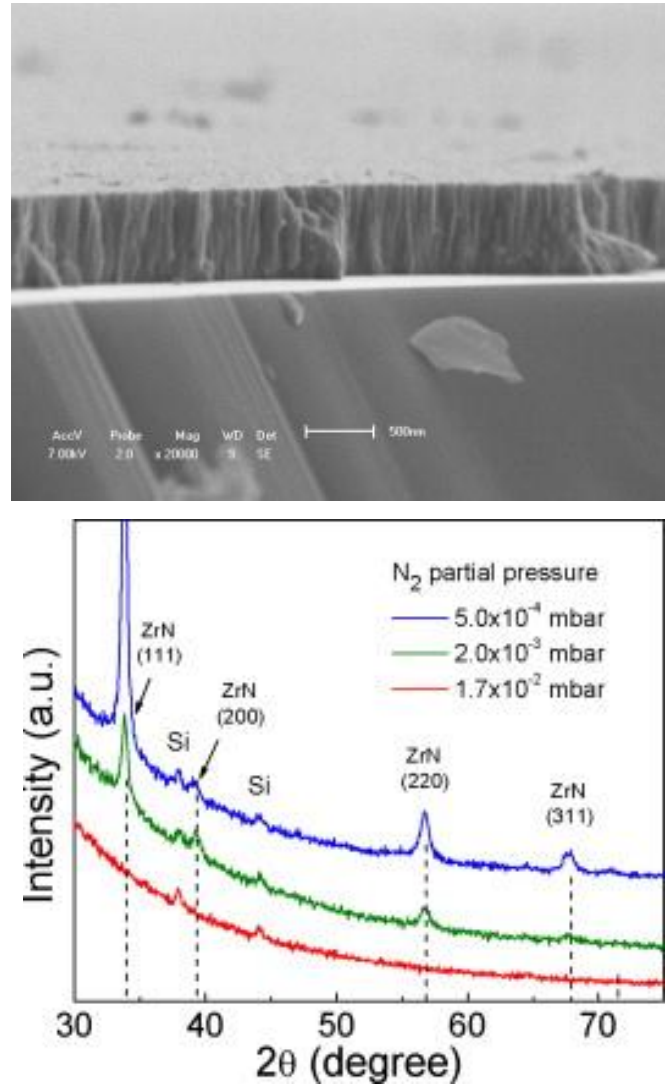 AccV Probe Mag WD Det
7.00kV 2.0 x 20000 9 SE
500nm
N₂ partial pressure
5.0x10⁻⁴ mbar
2.0x10⁻³ mbar
1.7x10⁻² mbar
ZrN
(111)
ZrN
(200)
Si
Si
ZrN
(220)
ZrN
(311)
Intensity (a.u.)
30 40 50 60 70
2θ (degree)